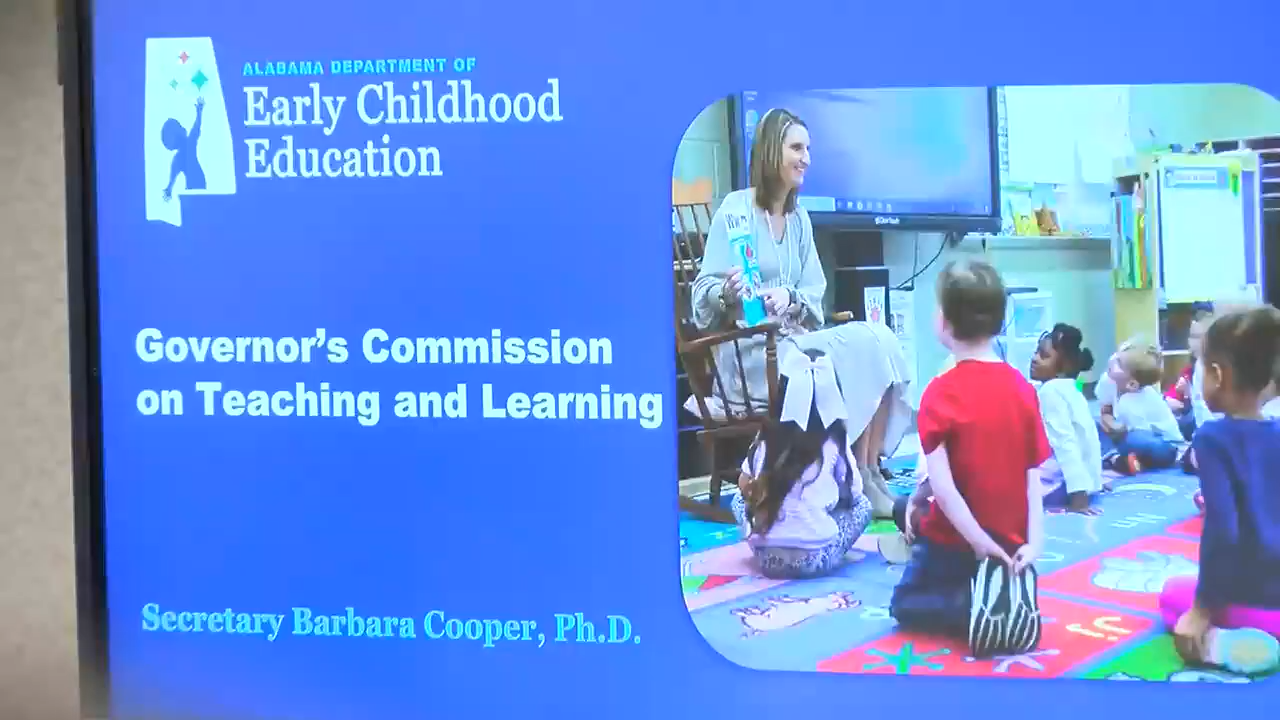 ALABAMA DEPARTMENT OF
Early Childhood
Education
Governor's Commission
on Teaching and Learning
Secretary Barbara Cooper, Ph.D.